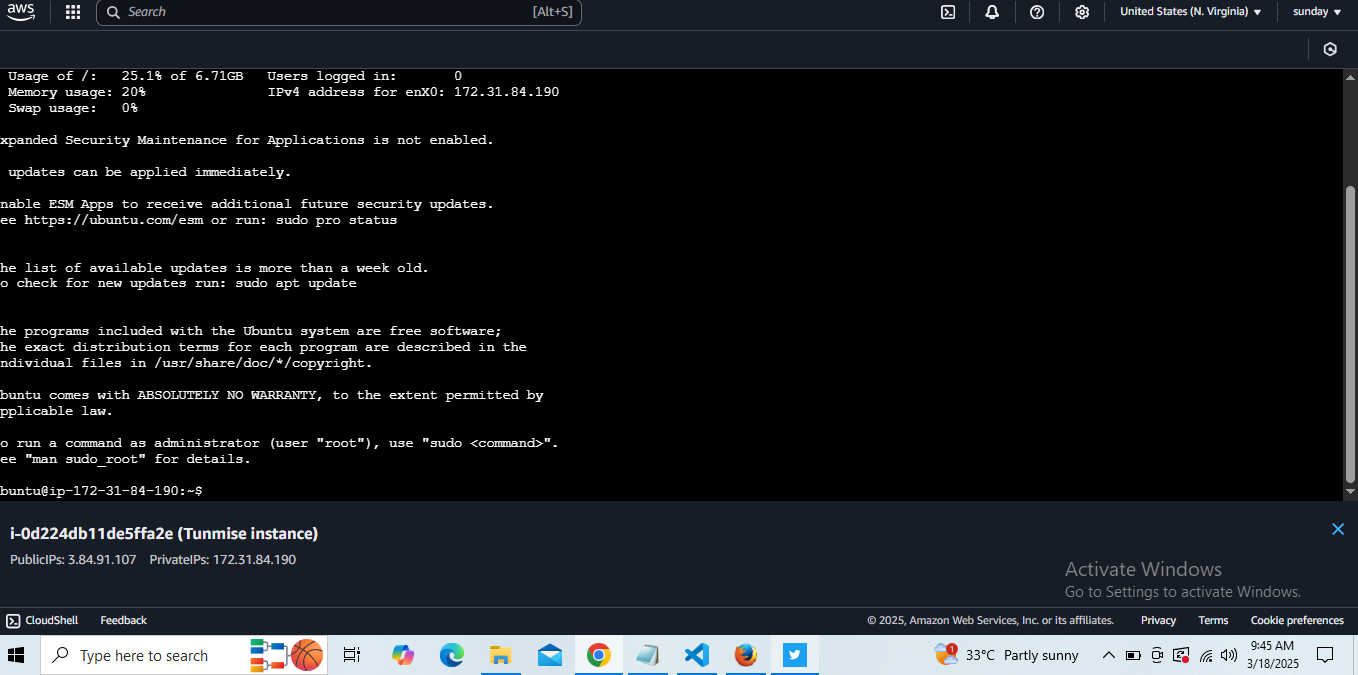 aws
Search
[Alt+S]
United States (N. Virginia)
sunday
Usage of /: 25.1% of 6.71GB Users logged in: 0
Memory usage: 20% IPv4 address for enX0: 172.31.84.190
Swap usage: 0%
xpanded Security Maintenance for Applications is not enabled.
updates can be applied immediately.
nable ESM Apps to receive additional future security updates.
ee https://ubuntu.com/esm or run: sudo pro status
he list of available updates is more than a week old.
o check for new updates run: sudo apt update
he programs included with the Ubuntu system are free software;
he exact distribution terms for each program are described in the
ndividual files in /usr/share/doc/*/copyright.
buntu comes with ABSOLUTELY NO WARRANTY, to the extent permitted by
pplicable law.
o run a command as administrator (user "root"), use "sudo <command>".
ee "man sudo_root" for details.
buntu@ip-172-31-84-190:~$
i-0d224db11de5ffa2e (Tunmise instance)
PublicIPs: 3.84.91.107 PrivateIPs: 172.31.84.190
Activate Windows
Go to Settings to activate Windows.
CloudShell Feedback
© 2025, Amazon Web Services, Inc. or its affiliates. Privacy Terms Cookie preferences
Type here to search
1
33°C Partly sunny
9:45 AM
3/18/2025